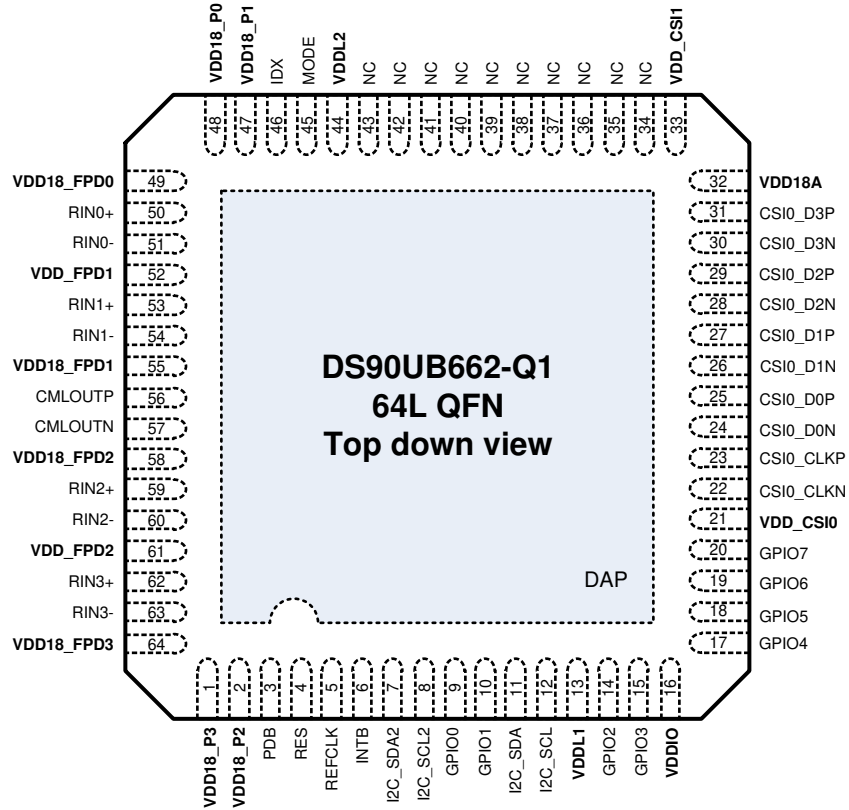 VDD18_P0
VDD18_P1
IDX
MODE
VDDL2
NC
NC
NC
NC
NC
NC
NC
NC
NC
NC
VDD_CSI1
48
47
46
45
44
43
42
41
40
39
38
37
36
35
34
33
VDD18_FPD0 49
RIN0+ 50
RIN0- 51
VDD_FPD1 52
RIN1+ 53
RIN1- 54
VDD18_FPD1 55
CMLOUTP 56
CMLOUTN 57
VDD18_FPD2 58
RIN2+ 59
RIN2- 60
VDD_FPD2 61
RIN3+ 62
RIN3- 63
VDD18_FPD3 64
DS90UB662-Q1
64L QFN
Top down view
DAP
32 VDD18A
31 CSI0_D3P
30 CSI0_D3N
29 CSI0_D2P
28 CSI0_D2N
27 CSI0_D1P
26 CSI0_D1N
25 CSI0_D0P
24 CSI0_D0N
23 CSI0_CLKP
22 CSI0_CLKN
21 VDD_CSI0
20 GPIO7
19 GPIO6
18 GPIO5
17 GPIO4
1
2
3
4
5
6
7
8
9
10
11
12
13
14
15
16
VDD18_P3
VDD18_P2
PDB
RES
REFCLK
INTB
I2C_SDA2
I2C_SCL2
GPIO0
GPIO1
I2C_SDA
I2C_SCL
VDDL1
GPIO2
GPIO3
VDDIO